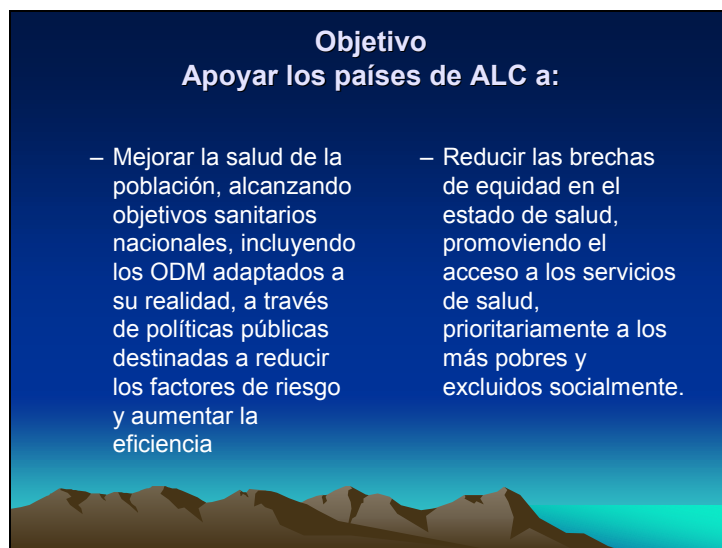 Objetivo
Apoyar los países de ALC a:
– Mejorar la salud de la
población, alcanzando
objetivos sanitarios
nacionales, incluyendo
los ODM adaptados a
su realidad, a través
de políticas públicas
destinadas a reducir
los factores de riesgo
y aumentar la
eficiencia
– Reducir las brechas
de equidad en el
estado de salud,
promoviendo el
acceso a los servicios
de salud,
prioritariamente a los
más pobres y
excluidos socialmente.